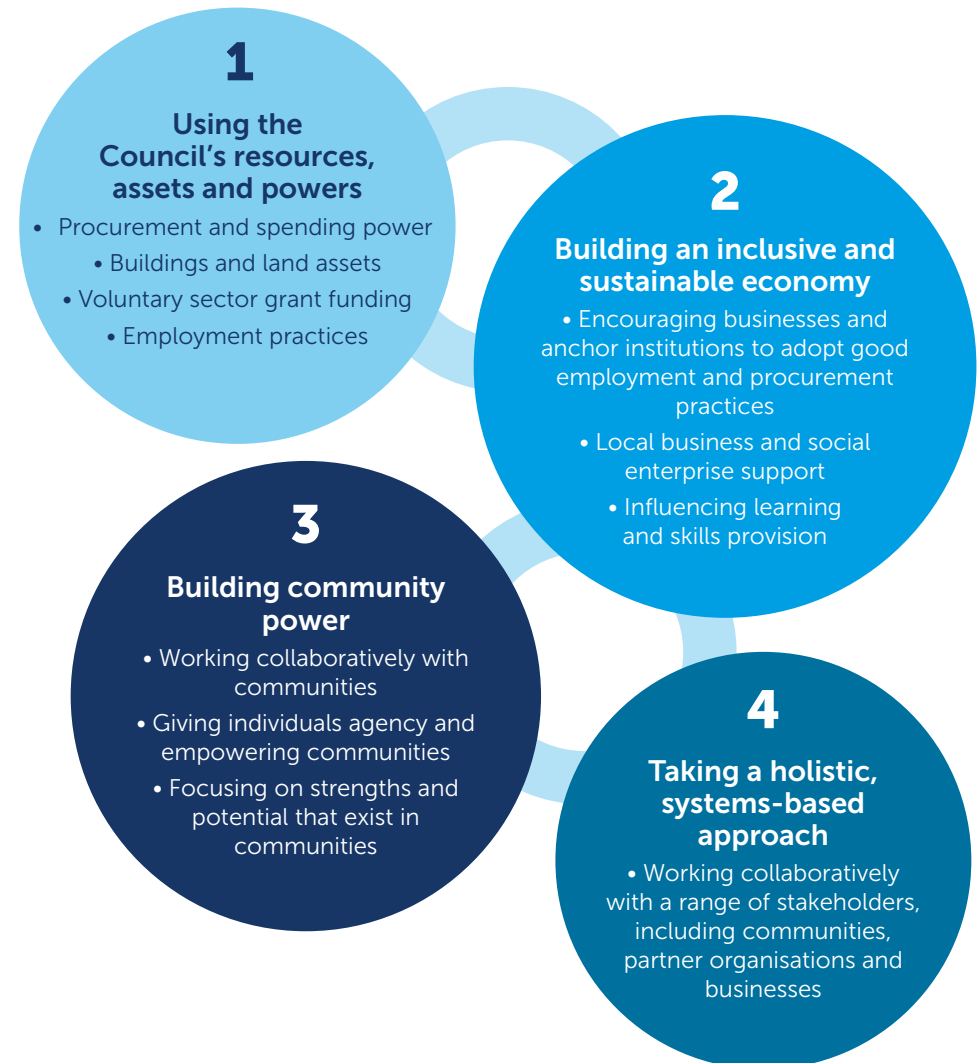 1
Using the
Council’s resources,
assets and powers
• Procurement and spending power
• Buildings and land assets
• Voluntary sector grant funding
• Employment practices
2
Building an inclusive and
sustainable economy
• Encouraging businesses and
anchor institutions to adopt good
employment and procurement
practices
• Local business and social
enterprise support
• Influencing learning
and skills provision
3
Building community
power
• Working collaboratively with
communities
• Giving individuals agency and
empowering communities
• Focusing on strengths and
potential that exist in
communities
4
Taking a holistic,
systems-based
approach
• Working collaboratively
with a range of stakeholders,
including communities,
partner organisations and
businesses